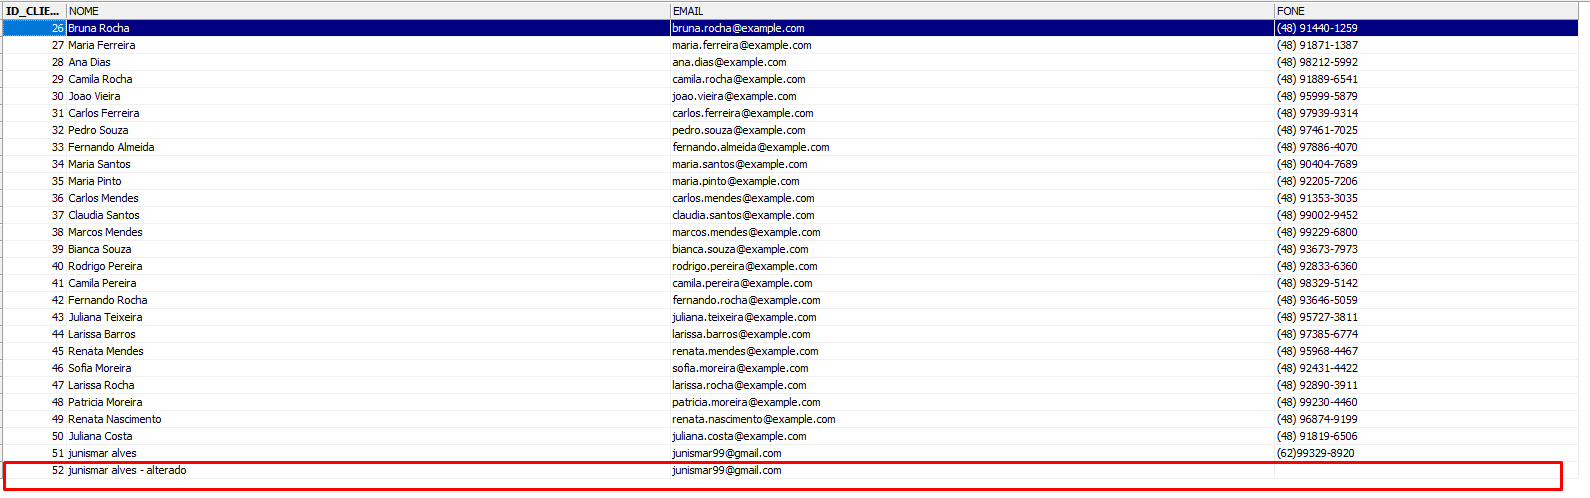 ID_CLIE... NOME EMAIL FONE
26 Bruna Rocha bruna.rocha@example.com (48) 91440-1259
27 Maria Ferreira maria.ferreira@example.com (48) 91871-1387
28 Ana Dias ana.dias@example.com (48) 98212-5992
29 Camila Rocha camila.rocha@example.com (48) 91889-6541
30 Joao Vieira joao.vieira@example.com (48) 95999-5879
31 Carlos Ferreira carlos.ferreira@example.com (48) 97939-9314
32 Pedro Souza pedro.souza@example.com (48) 97461-7025
33 Fernando Almeida fernando.almeida@example.com (48) 97886-4070
34 Maria Santos maria.santos@example.com (48) 90404-7689
35 Maria Pinto maria.pinto@example.com (48) 92205-7206
36 Carlos Mendes carlos.mendes@example.com (48) 91353-3035
37 Claudia Santos claudia.santos@example.com (48) 99002-9452
38 Marcos Mendes marcos.mendes@example.com (48) 99229-6800
39 Bianca Souza bianca.souza@example.com (48) 93673-7973
40 Rodrigo Pereira rodrigo.pereira@example.com (48) 92833-6360
41 Camila Pereira camila.pereira@example.com (48) 98329-5142
42 Fernando Rocha fernando.rocha@example.com (48) 93646-5059
43 Juliana Teixeira juliana.teixeira@example.com (48) 95727-3811
44 Larissa Barros larissa.barros@example.com (48) 97385-6774
45 Renata Mendes renata.mendes@example.com (48) 95968-4467
46 Sofia Moreira sofia.moreira@example.com (48) 92431-4422
47 Larissa Rocha larissa.rocha@example.com (48) 92890-3911
48 Patricia Moreira patricia.moreira@example.com (48) 99230-4460
49 Renata Nascimento renata.nascimento@example.com (48) 96874-9199
50 Juliana Costa juliana.costa@example.com (48) 91819-6506
51 junismar alves junismar99@gmail.com (62)99329-8920
52 junismar alves - alterado junismar99@gmail.com